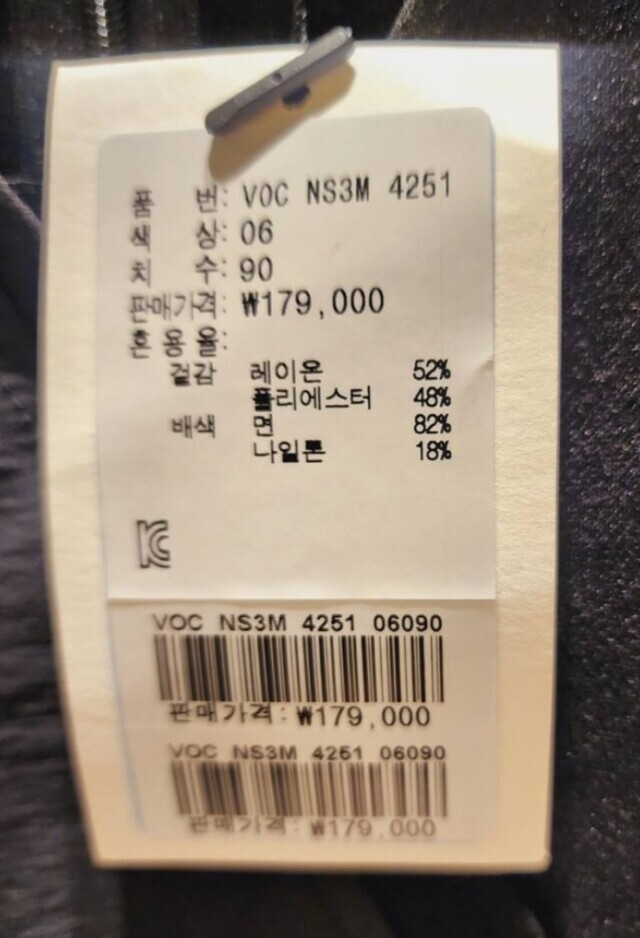 품 번: VOC NS3M 4251
색 상: 06
치 수: 90
판매가격: ₩179,000
혼 용 율:
겉감 레이온 52%
폴리에스터 48%
배색 면 82%
나일론 18%
KC
VOC NS3M 4251 06090
판매가격: ₩179,000
VOC NS3M 4251 06090
판매가격: ₩179,000